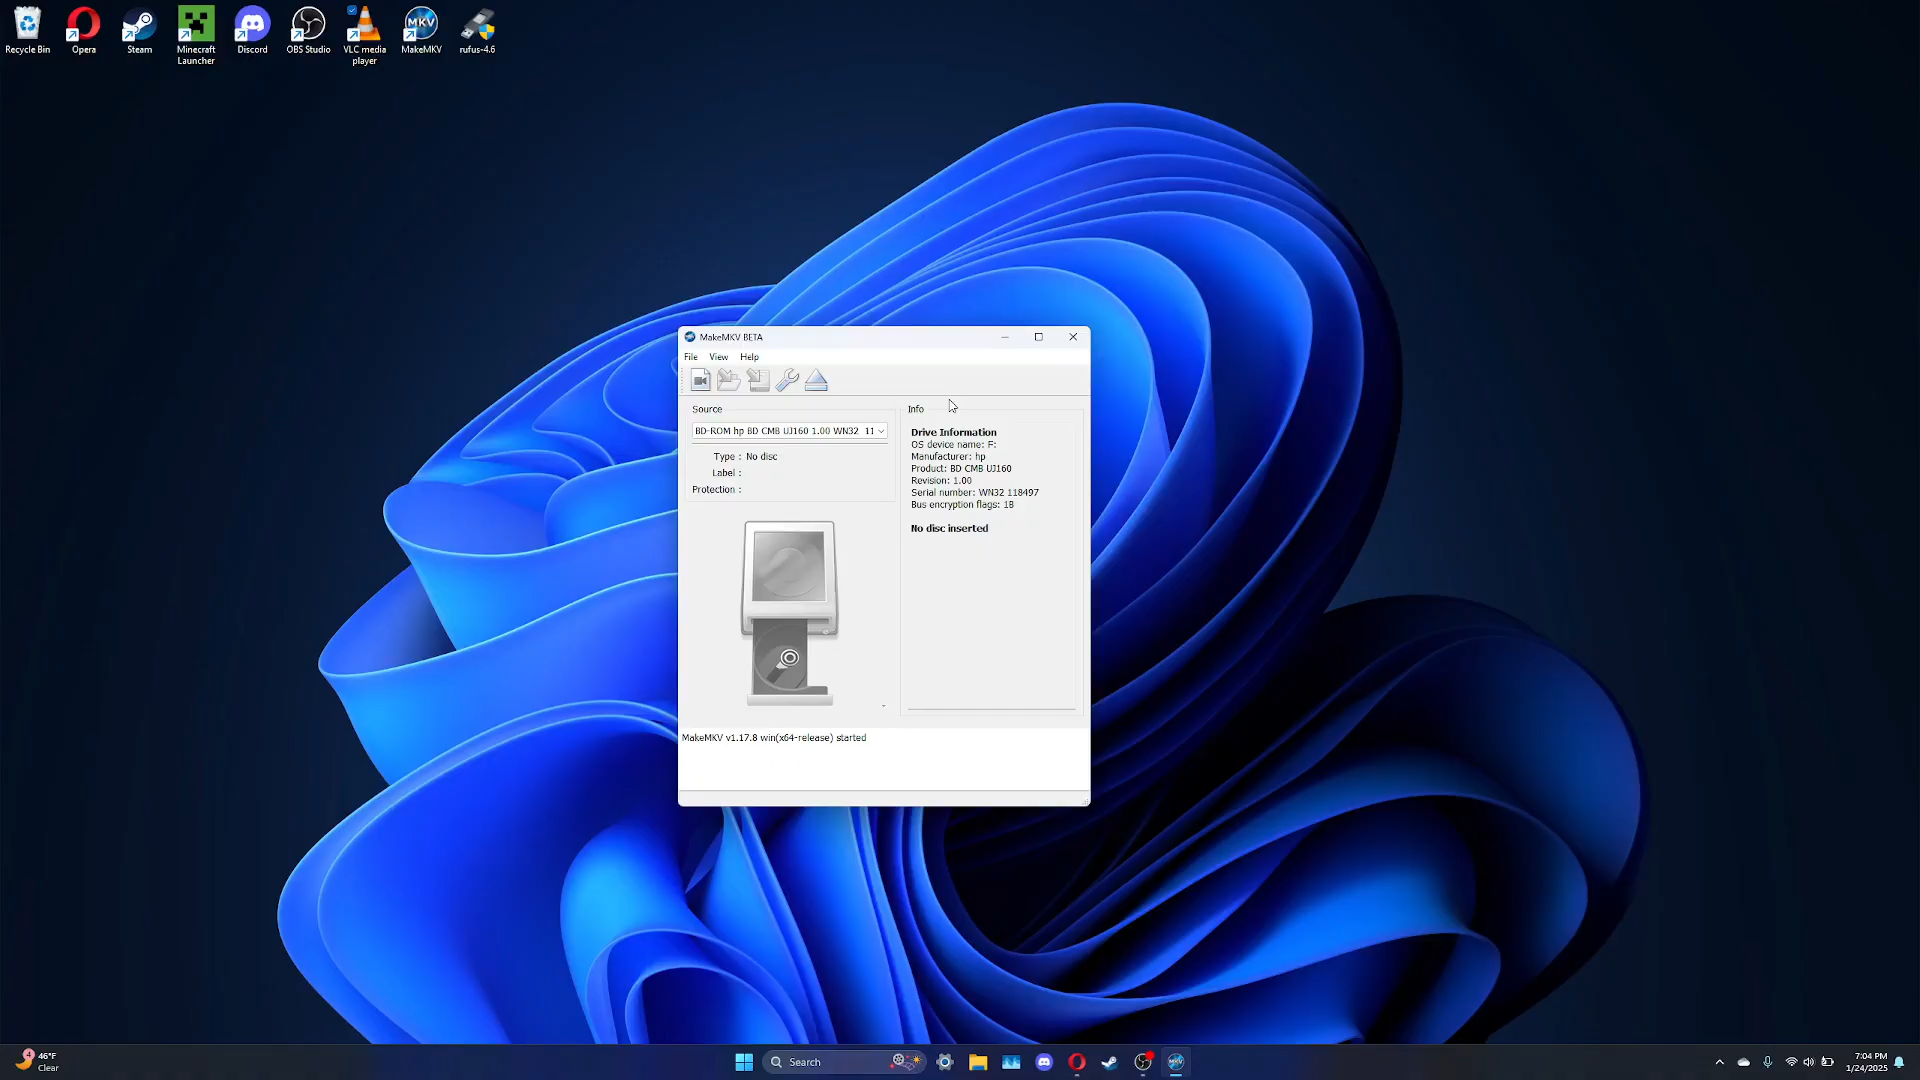 Recycle Bin
Opera
Steam
Minecraft
Launcher
Discord
OBS Studio
VLC media
player
MKV
MakeMKV
rufus-4.6
MakeMKV BETA
File View Help
Source
BD-ROM hp BD CMB UJ160 1.00 WN32 11
Type : No disc
Label :
Protection :
Info
Drive Information
OS device name: F:
Manufacturer: hp
Product: BD CMB UJ160
Revision: 1.00
Serial number: WN32 118497
Bus encryption flags: 1B
No disc inserted
MakeMKV v1.17.8 win(x64-release) started
4
46°F
Clear
Search
MKV
7:04 PM
1/24/2025